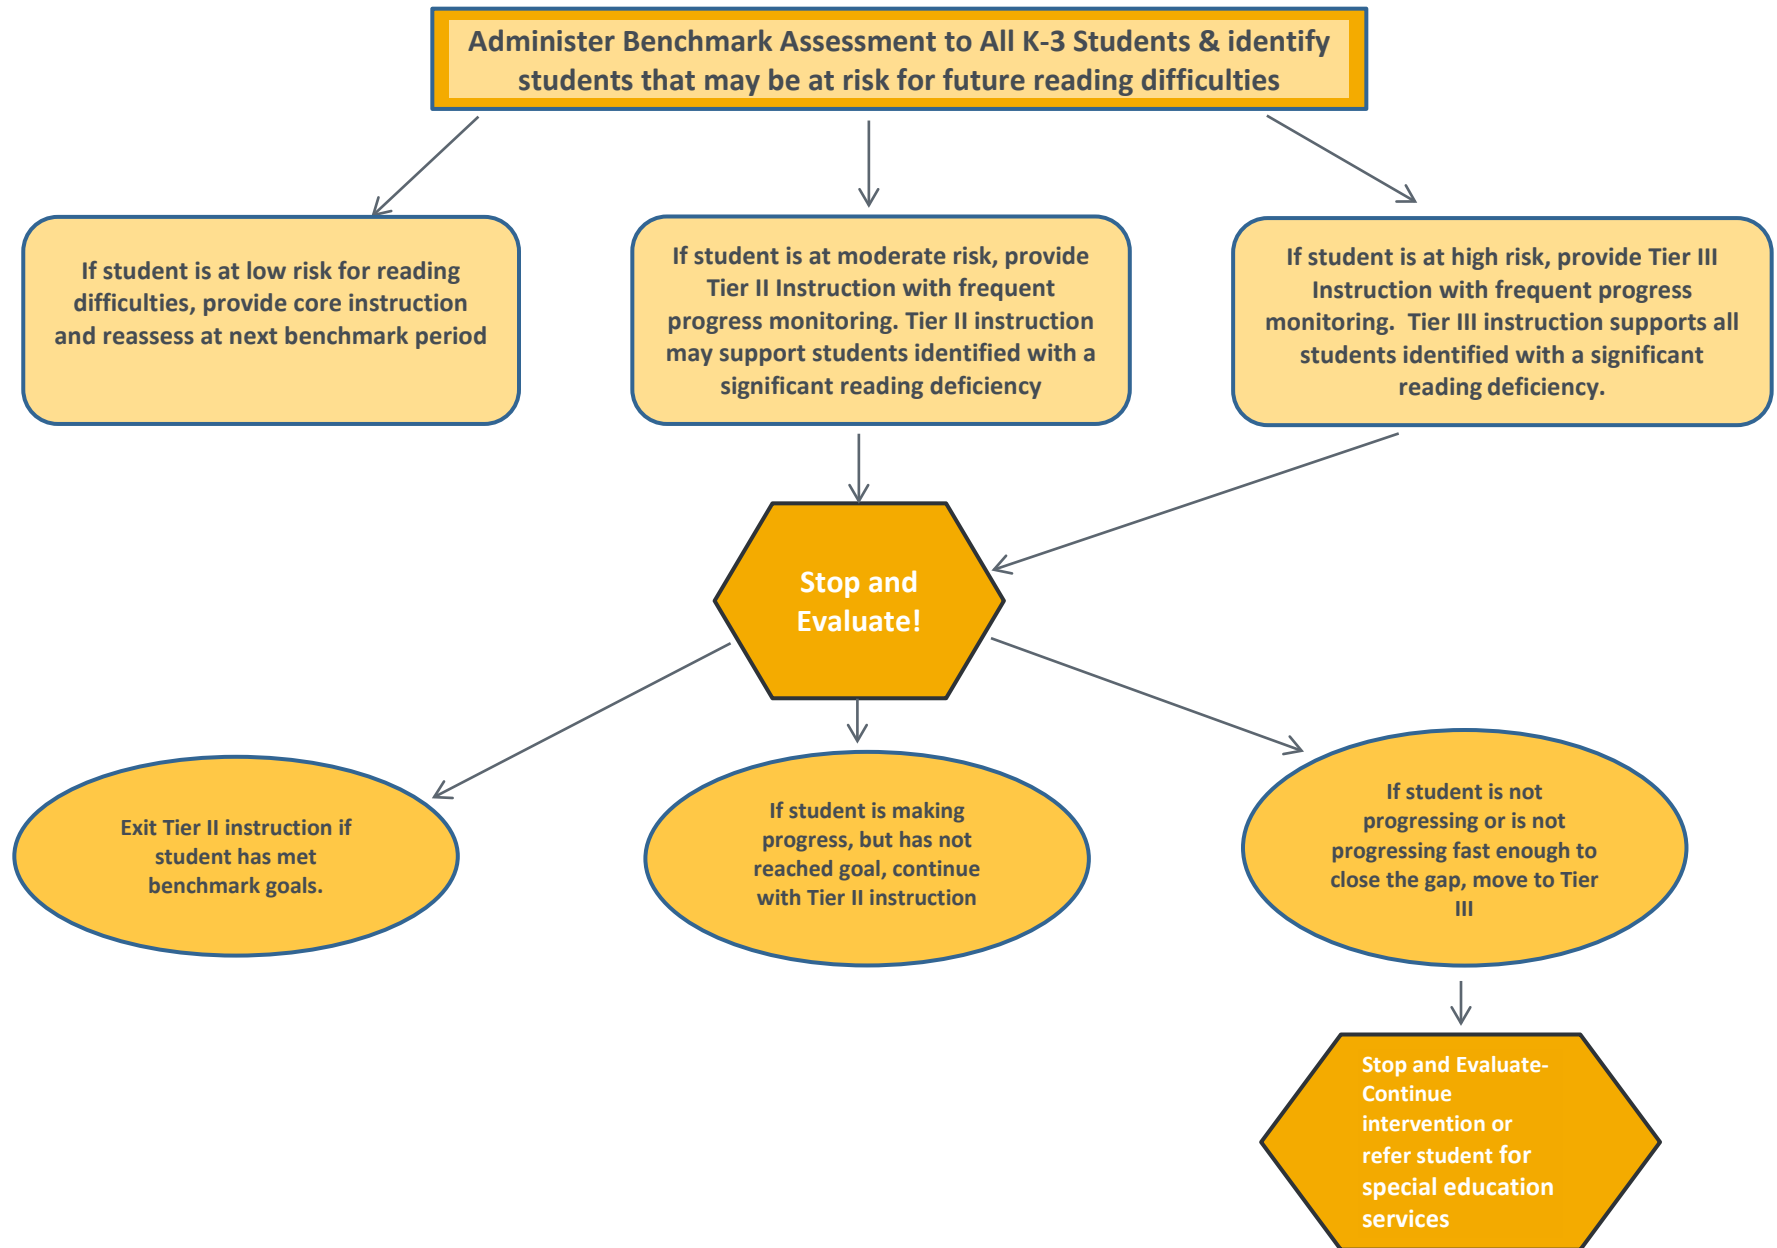 Administer Benchmark Assessment to All K-3 Students & identify
students that may be at risk for future reading difficulties
If student is at low risk for reading
difficulties, provide core instruction
and reassess at next benchmark period
If student is at moderate risk, provide
Tier II Instruction with frequent
progress monitoring. Tier II instruction
may support students identified with a
significant reading deficiency
If student is at high risk, provide Tier III
Instruction with frequent progress
monitoring.  Tier III instruction supports all
students identified with a significant
reading deficiency.
Stop and
Evaluate!
Exit Tier II instruction if
student has met
benchmark goals.
If student is making
progress, but has not
reached goal, continue
with Tier II instruction
If student is not
progressing or is not
progressing fast enough to
close the gap, move to Tier
III
Stop and Evaluate-
Continue
intervention or
refer student for
special education
services